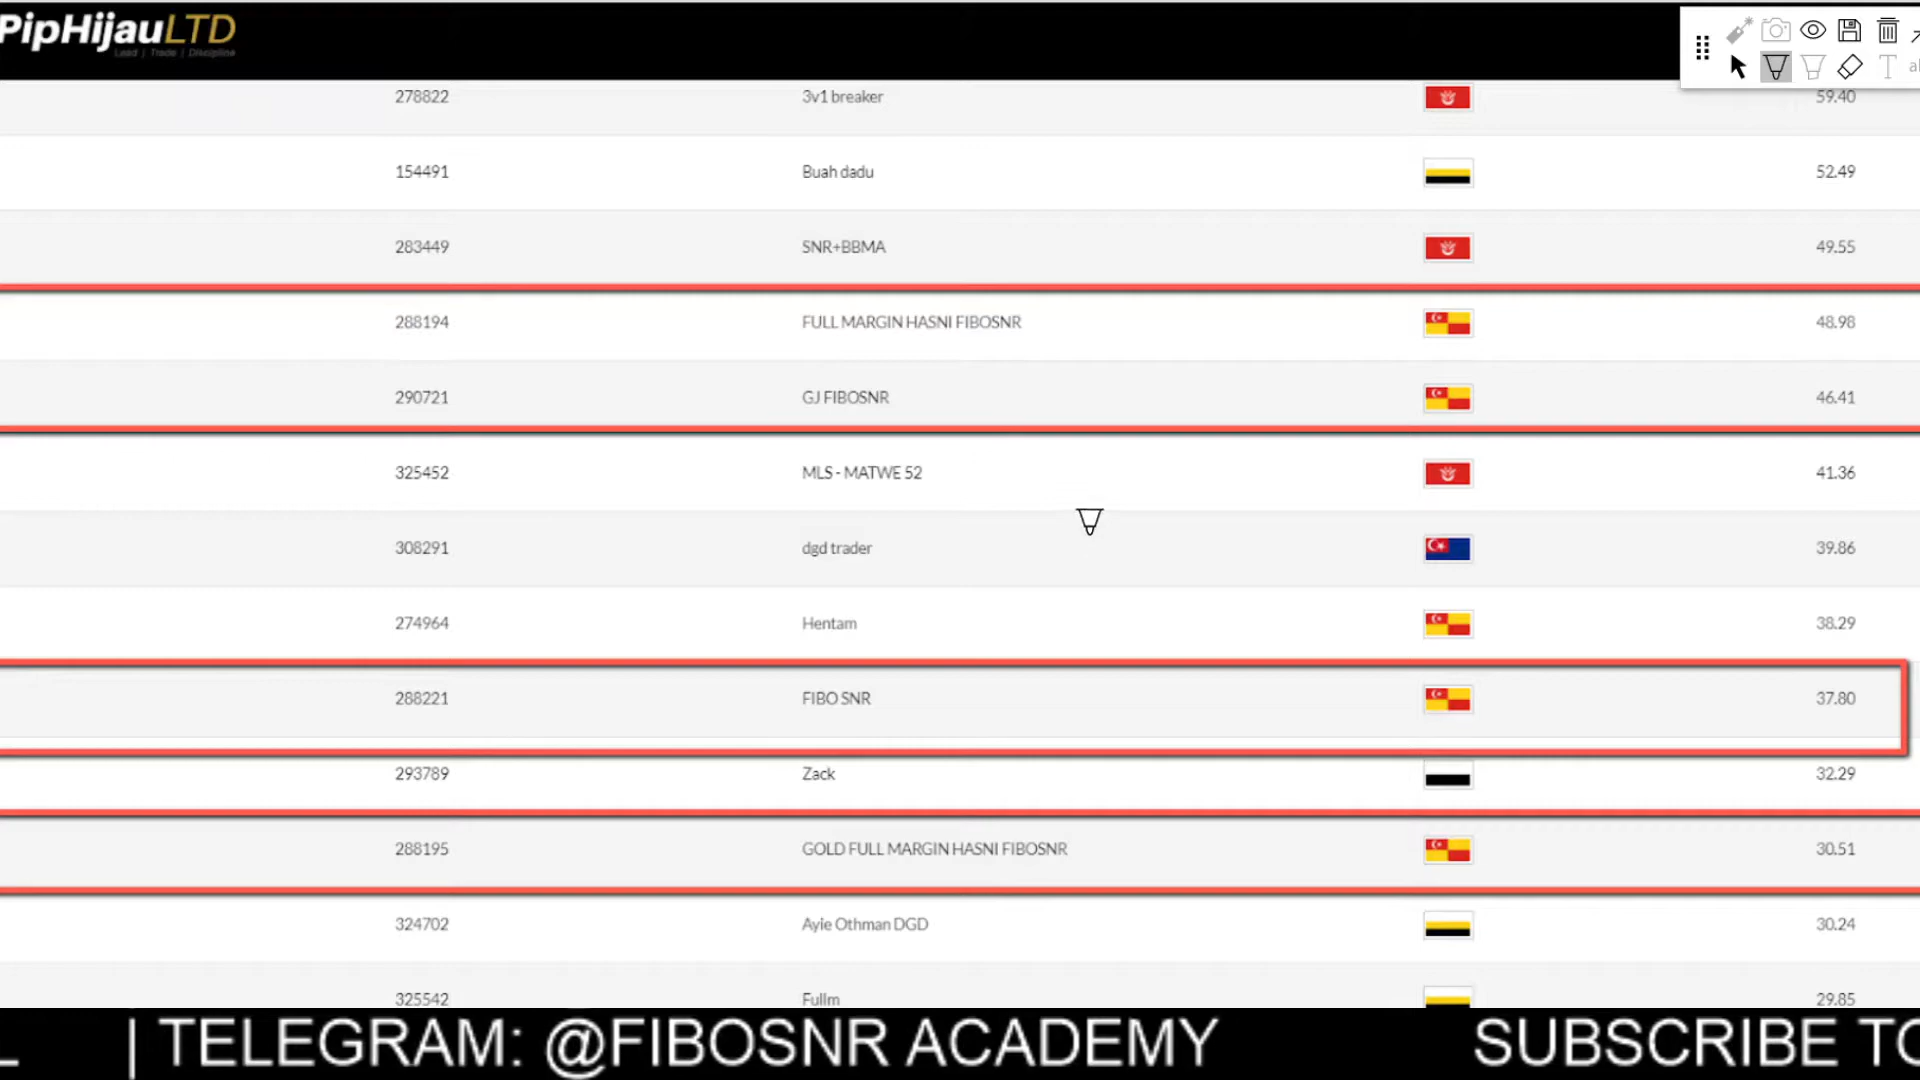 PipHijauLTD
Lead | Trade | Discipline
278822 3v1 breaker 59.40
154491 Buah dadu 52.49
283449 SNR+BBMA 49.55
288194 FULL MARGIN HASNI FIBOSNR 48.98
290721 GJ FIBOSNR 46.41
325452 MLS - MATWE 52 41.36
308291 dgd trader 39.86
274964 Hentam 38.29
288221 FIBO SNR 37.80
293789 Zack 32.29
288195 GOLD FULL MARGIN HASNI FIBOSNR 30.51
324702 Ayie Othman DGD 30.24
325542 Fullm 29.85
L | TELEGRAM: @FIBOSNR ACADEMY SUBSCRIBE TO